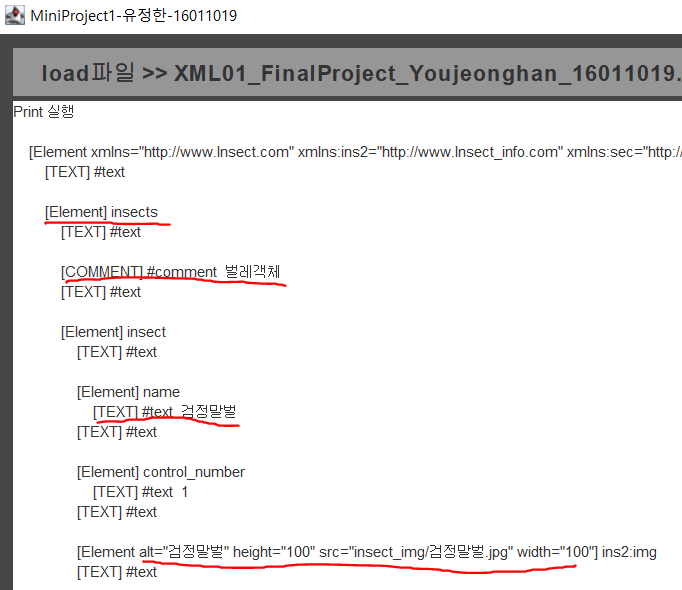 MiniProject1-유정한-16011019
load파일 >> XML01_FinalProject_Youjeonghan_16011019.
Print 실행
[Element xmlns="http://www.Insect.com" xmlns:ins2="http://www.Insect_info.com" xmlns:sec="http:/
[TEXT] #text
[Element] insects
[TEXT] #text
[COMMENT] #comment 벌레객체
[TEXT] #text
[Element] insect
[TEXT] #text
[Element] name
[TEXT] #text 검정말벌
[TEXT] #text
[Element] control_number
[TEXT] #text 1
[TEXT] #text
[Element alt="검정말벌" height="100" src="insect_img/검정말벌.jpg" width="100"] ins2:img
[TEXT] #text